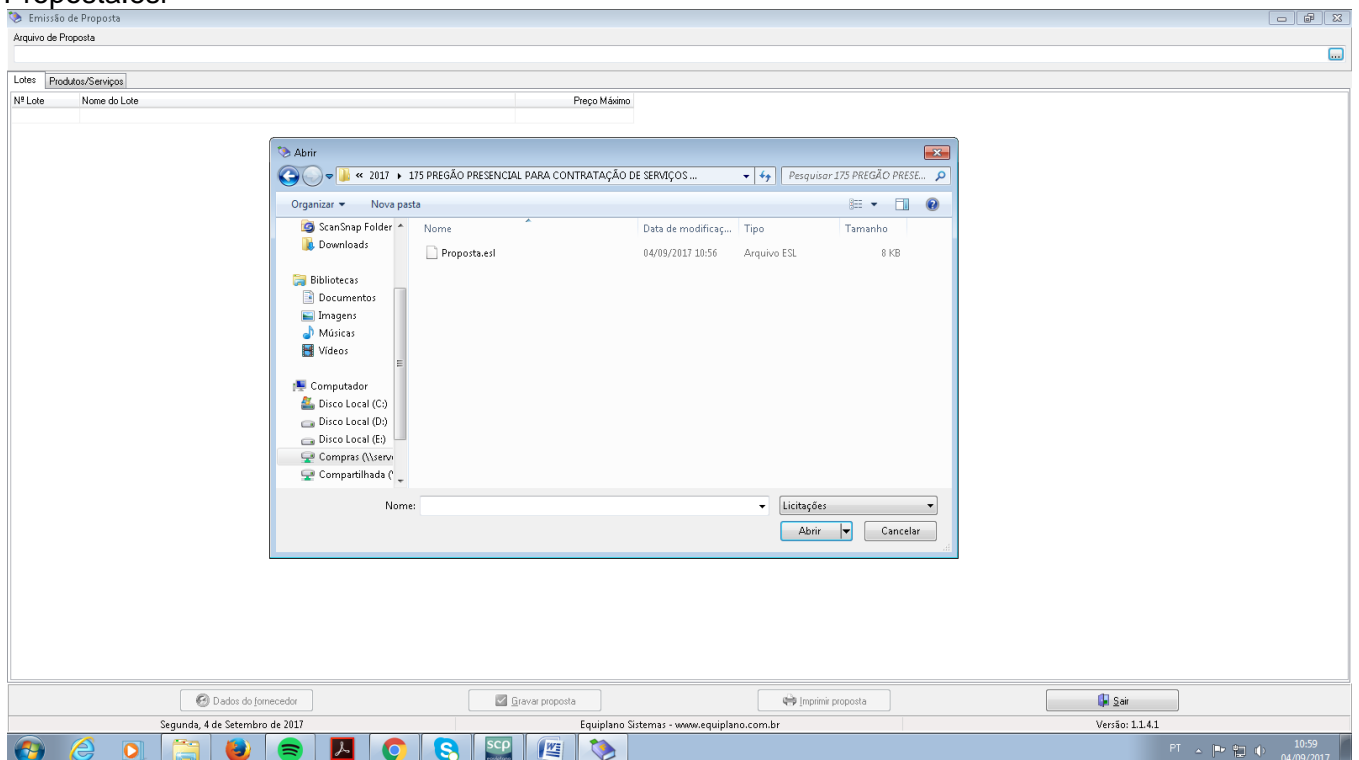 Emissão de Proposta
Arquivo de Proposta
...
Lotes Produtos/Serviços
Nº Lote Nome do Lote Preço Máximo
Abrir
« 2017 ▸ 175 PREGÃO PRESENCIAL PARA CONTRATAÇÃO DE SERVIÇOS ... Pesquisar 175 PREGÃO PRESE...
Organizar Nova pasta
ScanSnap Folder Nome Data de modificaç... Tipo Tamanho
Downloads
Proposta.esl 04/09/2017 10:56 Arquivo ESL 8 KB
Bibliotecas
Documentos
Imagens
Músicas
Vídeos
Computador
Disco Local (C:)
Disco Local (D:)
Disco Local (E:)
Compras (\\serv
Compartilhada (
Nome: Licitações
Abrir Cancelar
Dados do fornecedor Gravar proposta Imprimir proposta Sair
Segunda, 4 de Setembro de 2017 Equiplano Sistemas - www.equiplano.com.br Versão: 1.1.4.1
scp
PT 10:59
04/09/2017